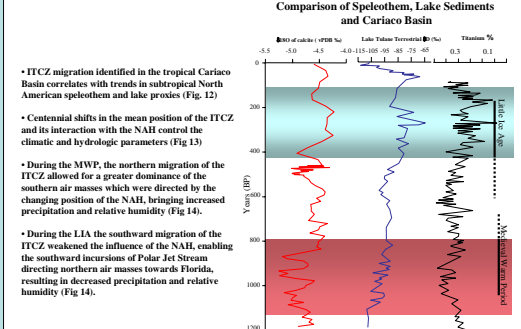 Comparison of Speleothem, Lake Sediments
and Cariaco Basin
δ18O of calcite ( vPDB ‰)
Lake Tulane Terrestrial δD (‰)
Titanium %
-5.5 -5.0 -4.5 -4.0
-115 -105 -95 -85 -75 -65
0.3 0.1
0
200
400
600
800
1000
1200
Years (BP)
Little Ice Age
Medieval Warm Period
• ITCZ migration identified in the tropical Cariaco
Basin correlates with trends in subtropical North
American speleothem and lake proxies (Fig. 12)
• Centennial shifts in the mean position of the ITCZ
and its interaction with the NAH control the
climatic and hydrologic parameters (Fig 13)
• During the MWP, the northern migration of the
ITCZ allowed for a greater dominance of the
southern air masses which were directed by the
changing position of the NAH, bringing increased
precipitation and relative humidity (Fig 14).
• During the LIA the southward migration of the
ITCZ weakened the influence of the NAH, enabling
the southward incursions of Polar Jet Stream
directing northern air masses towards Florida,
resulting in decreased precipitation and relative
humidity (Fig 14).